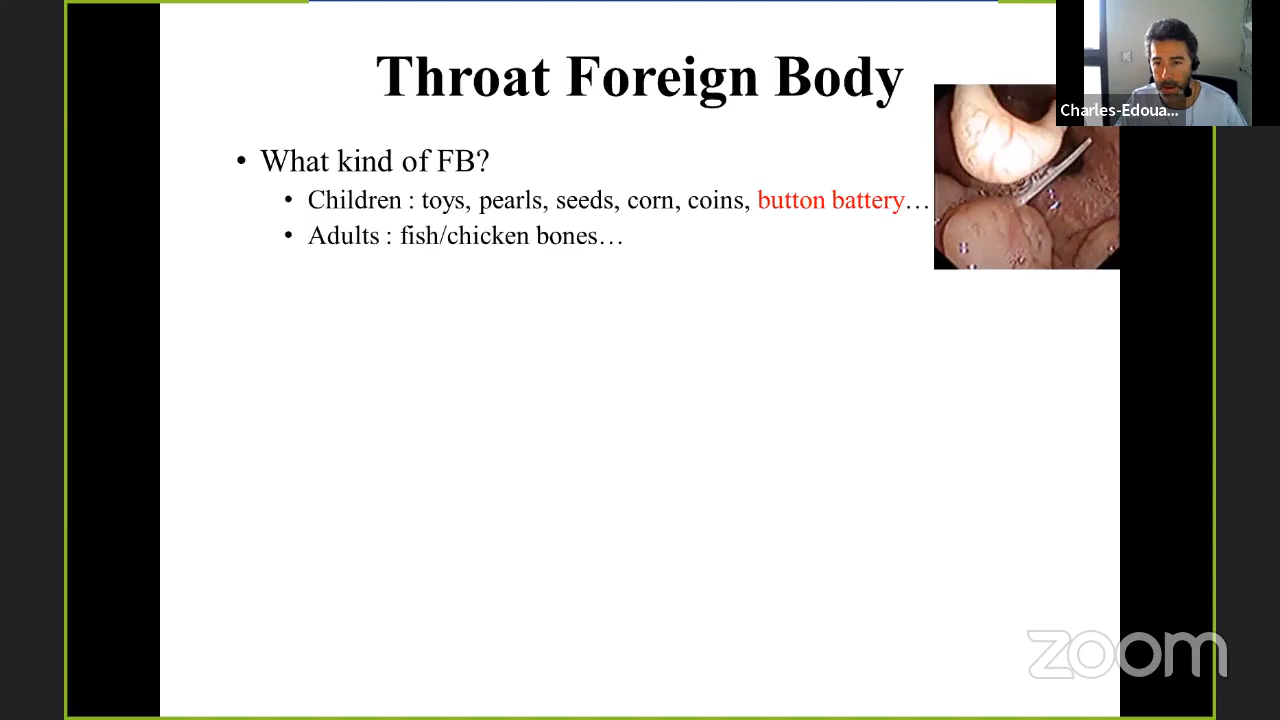 Throat Foreign Body
Charles-Edoua...
• What kind of FB?
• Children : toys, pearls, seeds, corn, coins, button battery…
• Adults : fish/chicken bones…
zoom